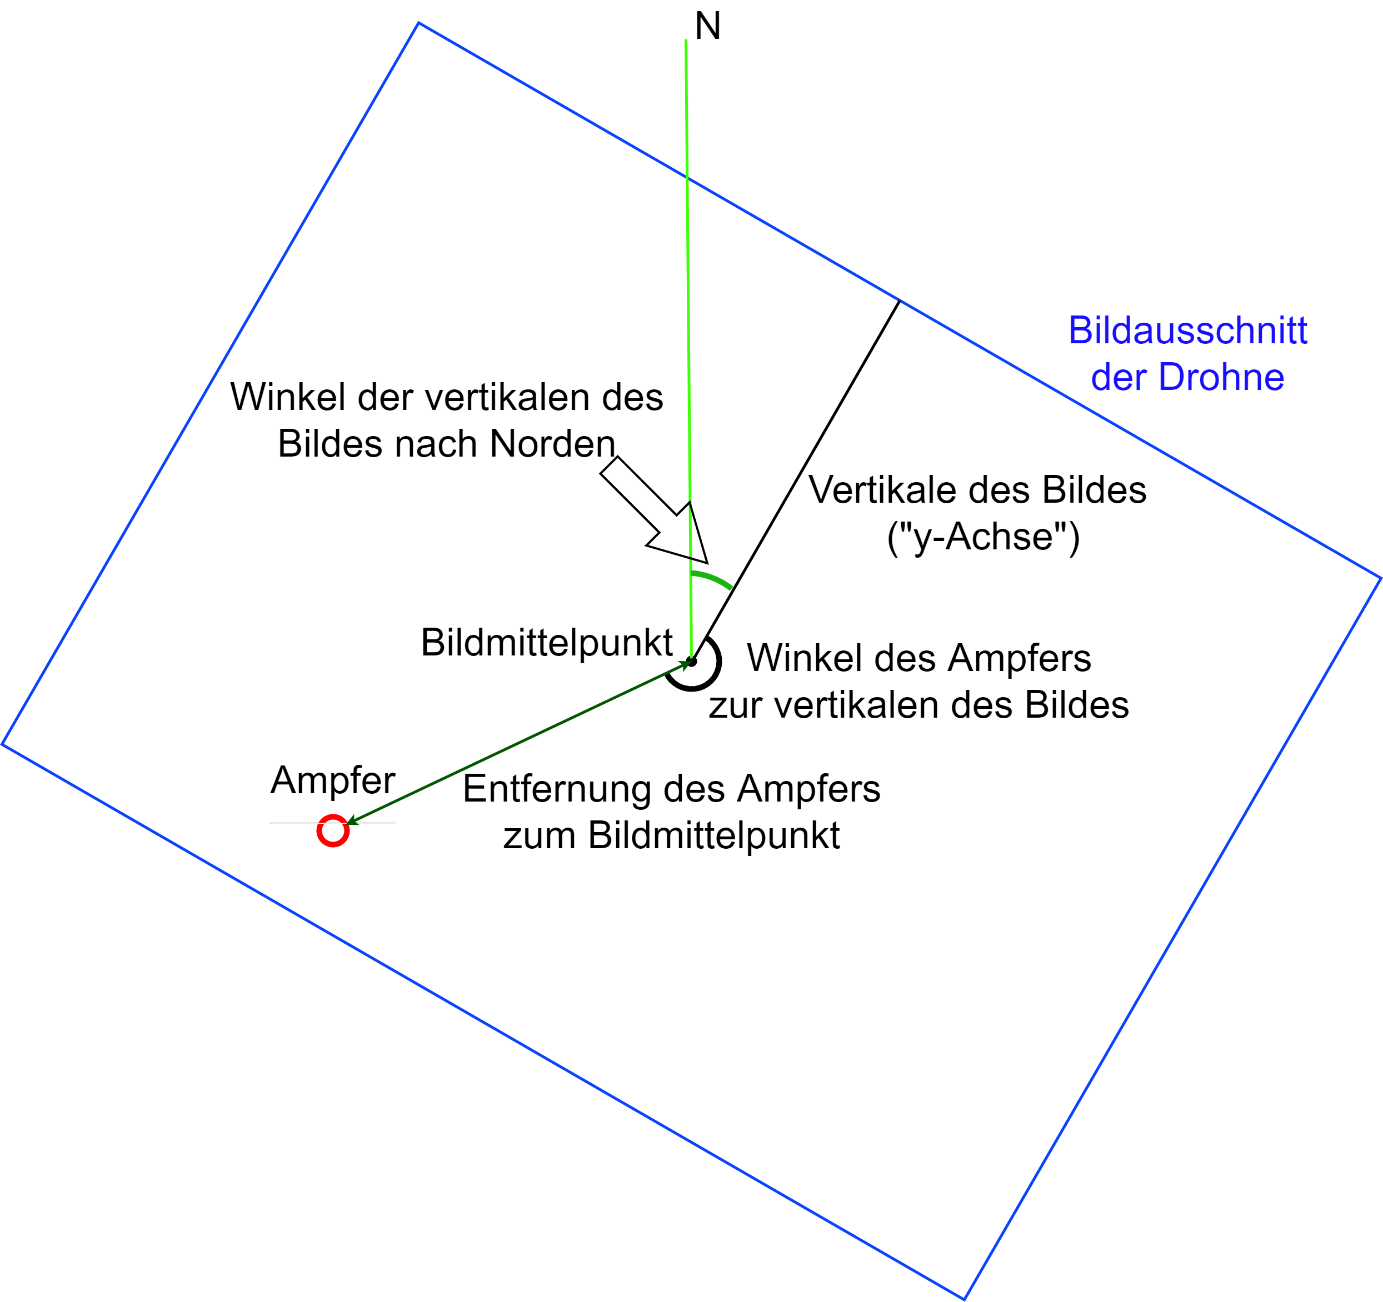 N
Bildausschnitt
der Drohne
Winkel der vertikalen des
Bildes nach Norden
Vertikale des Bildes
("y-Achse")
Bildmittelpunkt
Winkel des Ampfers
zur vertikalen des Bildes
Ampfer
Entfernung des Ampfers
zum Bildmittelpunkt